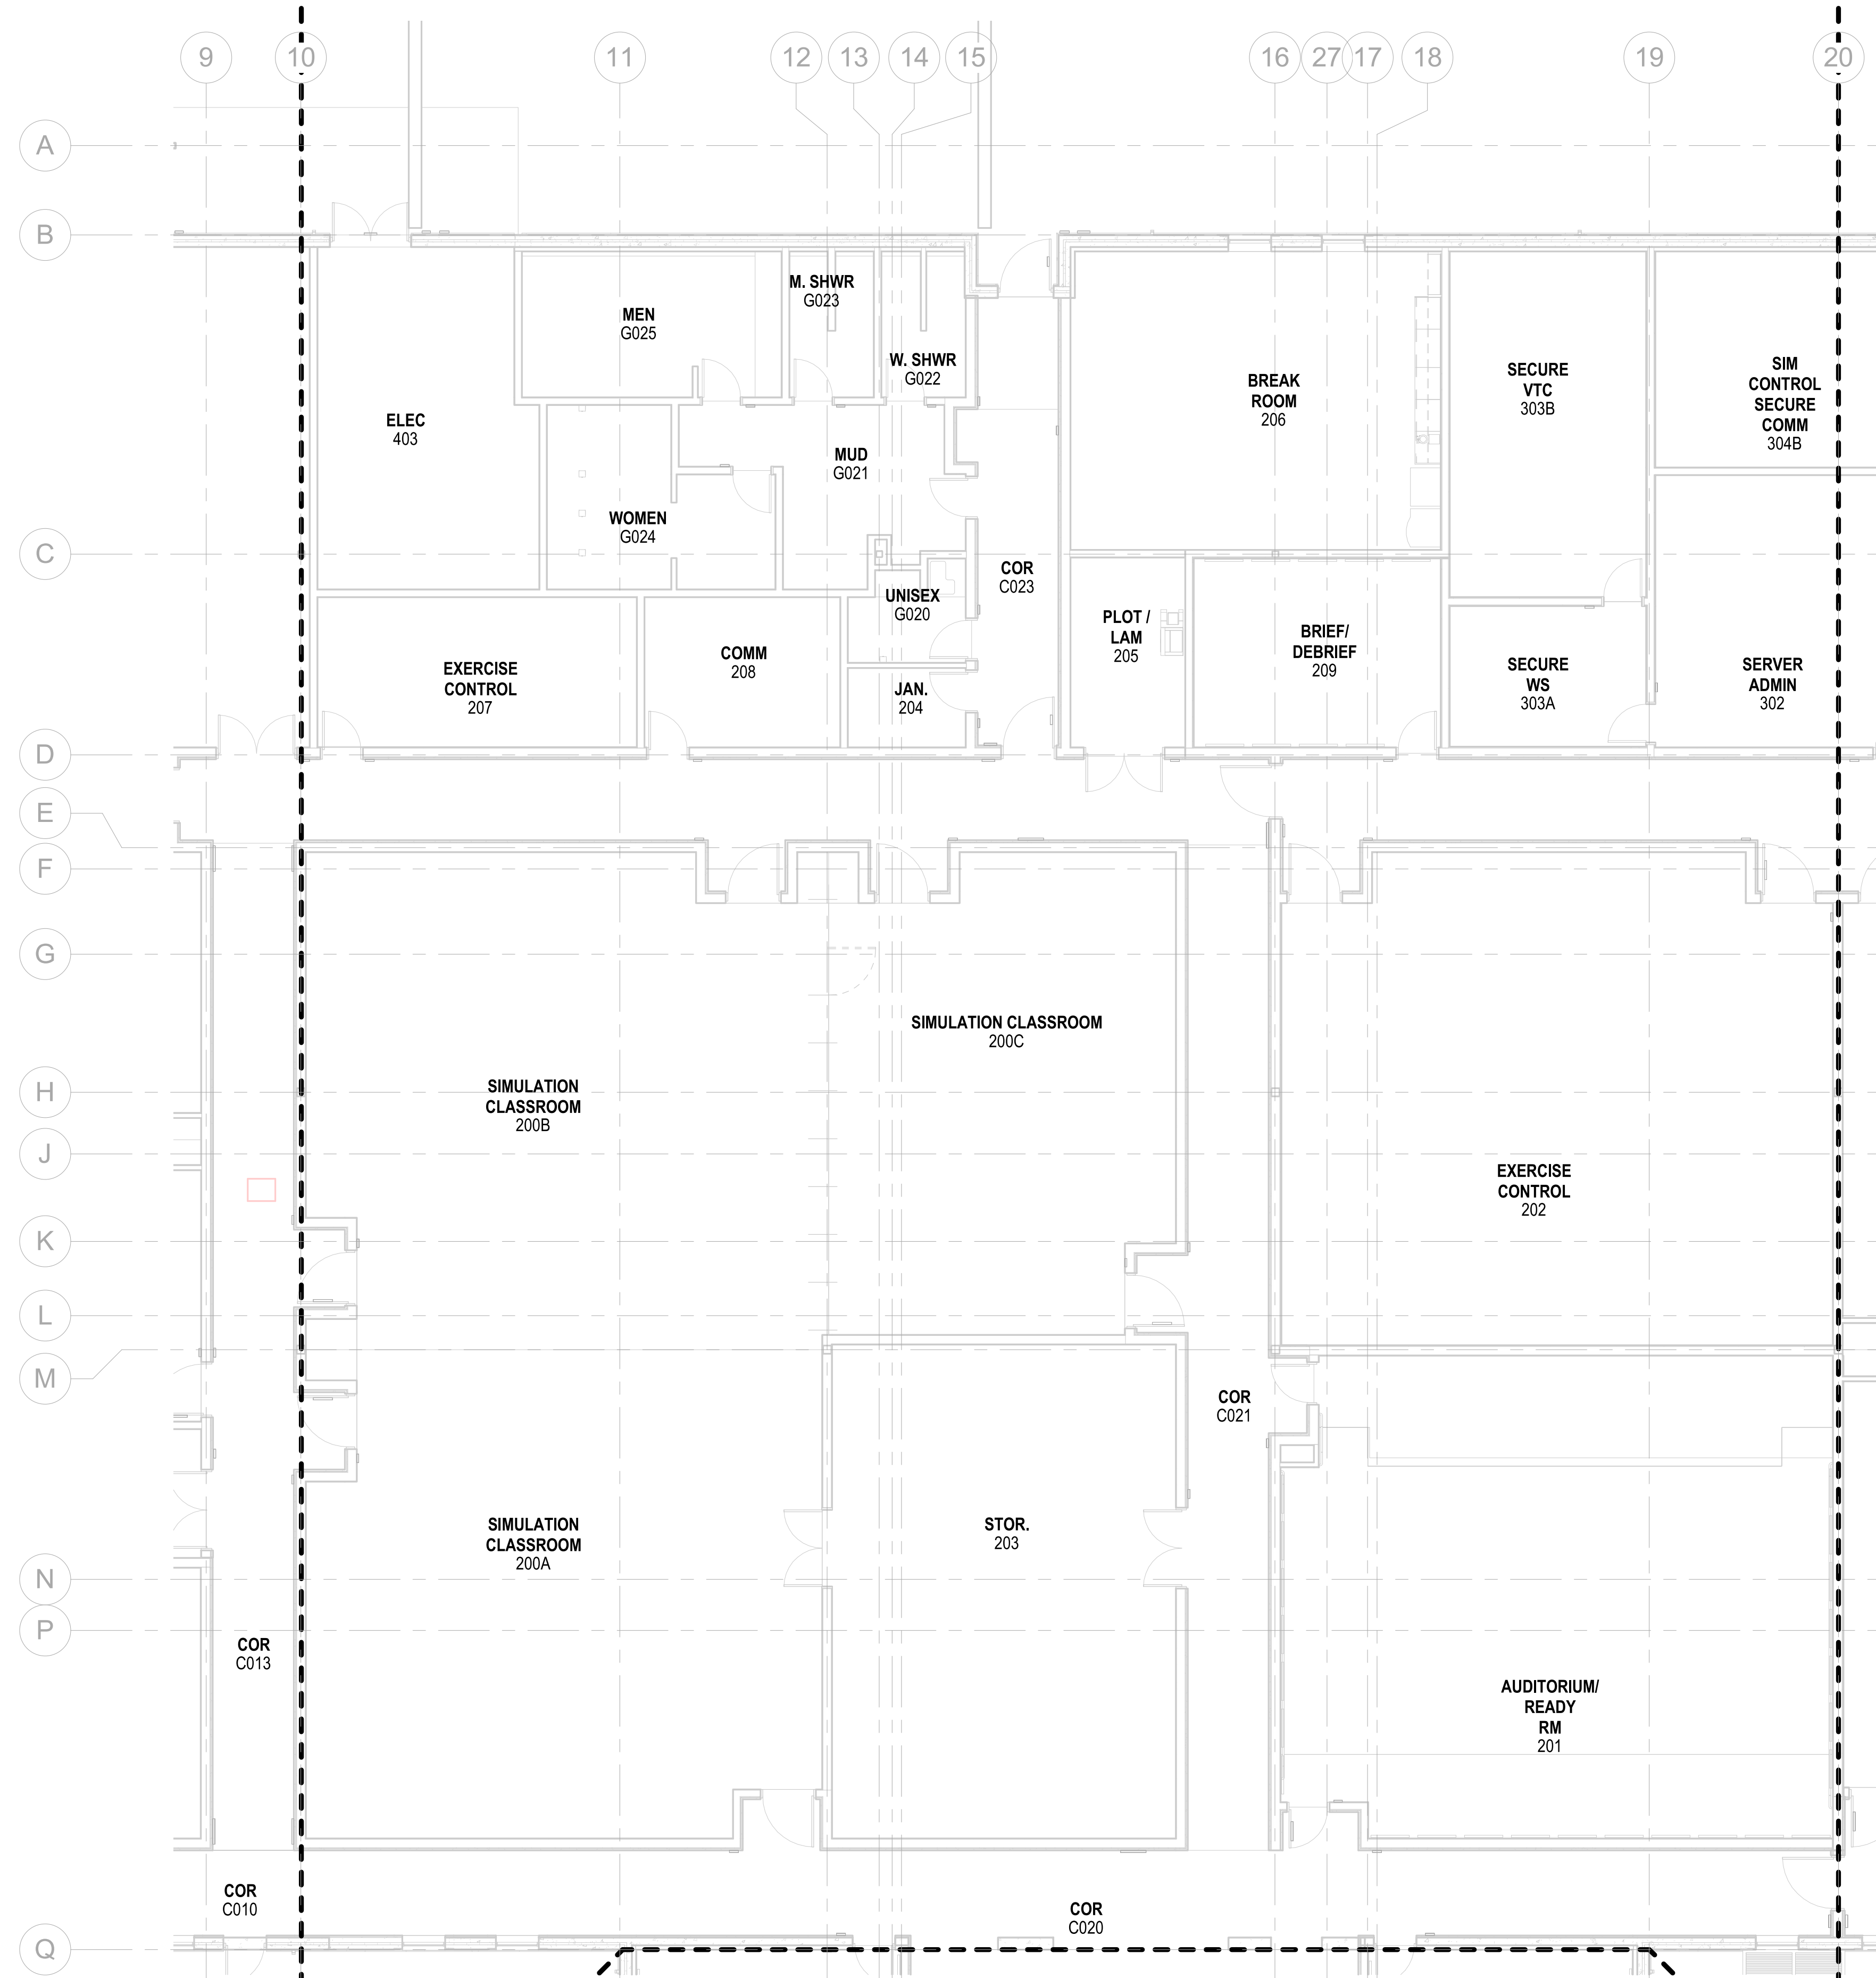 9
10
11
12
13
14
15
16
27
17
18
19
20
A
B
C
D
E
F
G
H
J
K
L
M
N
P
Q
M. SHWR
G023
MEN
G025
W. SHWR
G022
ELEC
403
MUD
G021
WOMEN
G024
BREAK
ROOM
206
SECURE
VTC
303B
SIM
CONTROL
SECURE
COMM
304B
COR
C023
UNISEX
G020
PLOT /
LAM
205
BRIEF/
DEBRIEF
209
EXERCISE
CONTROL
207
COMM
208
JAN.
204
SECURE
WS
303A
SERVER
ADMIN
302
SIMULATION CLASSROOM
200C
SIMULATION
CLASSROOM
200B
EXERCISE
CONTROL
202
COR
C021
SIMULATION
CLASSROOM
200A
STOR.
203
COR
C013
AUDITORIUM/
READY
RM
201
COR
C010
COR
C020